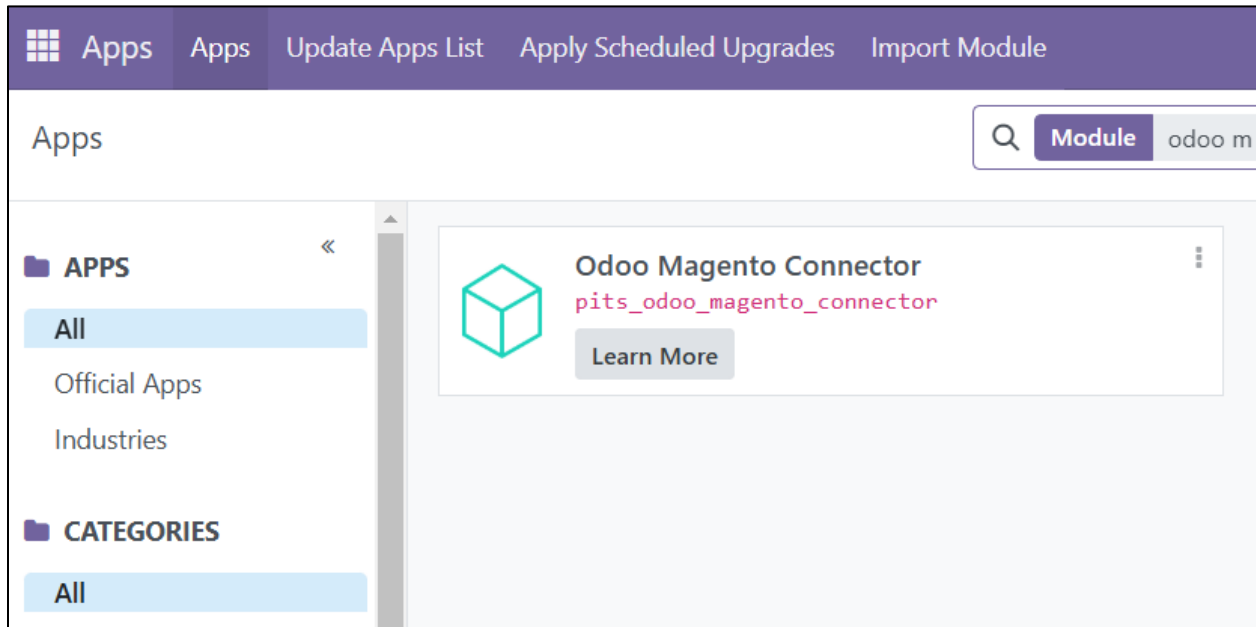 Apps Apps Update Apps List Apply Scheduled Upgrades Import Module
Apps
Module odoo m
«
APPS
All
Official Apps
Industries
CATEGORIES
All
Odoo Magento Connector
pits_odoo_magento_connector
Learn More